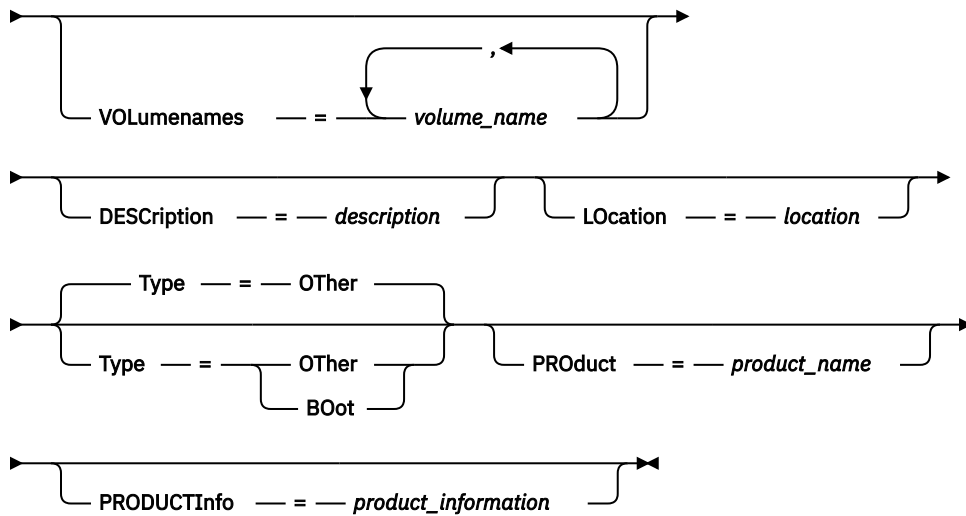 ,
VOLumenames = volume_name
DESCription = description LOcation = location
Type = OTher
Type = OTher PROduct = product_name
BOot
PRODUCTInfo = product_information